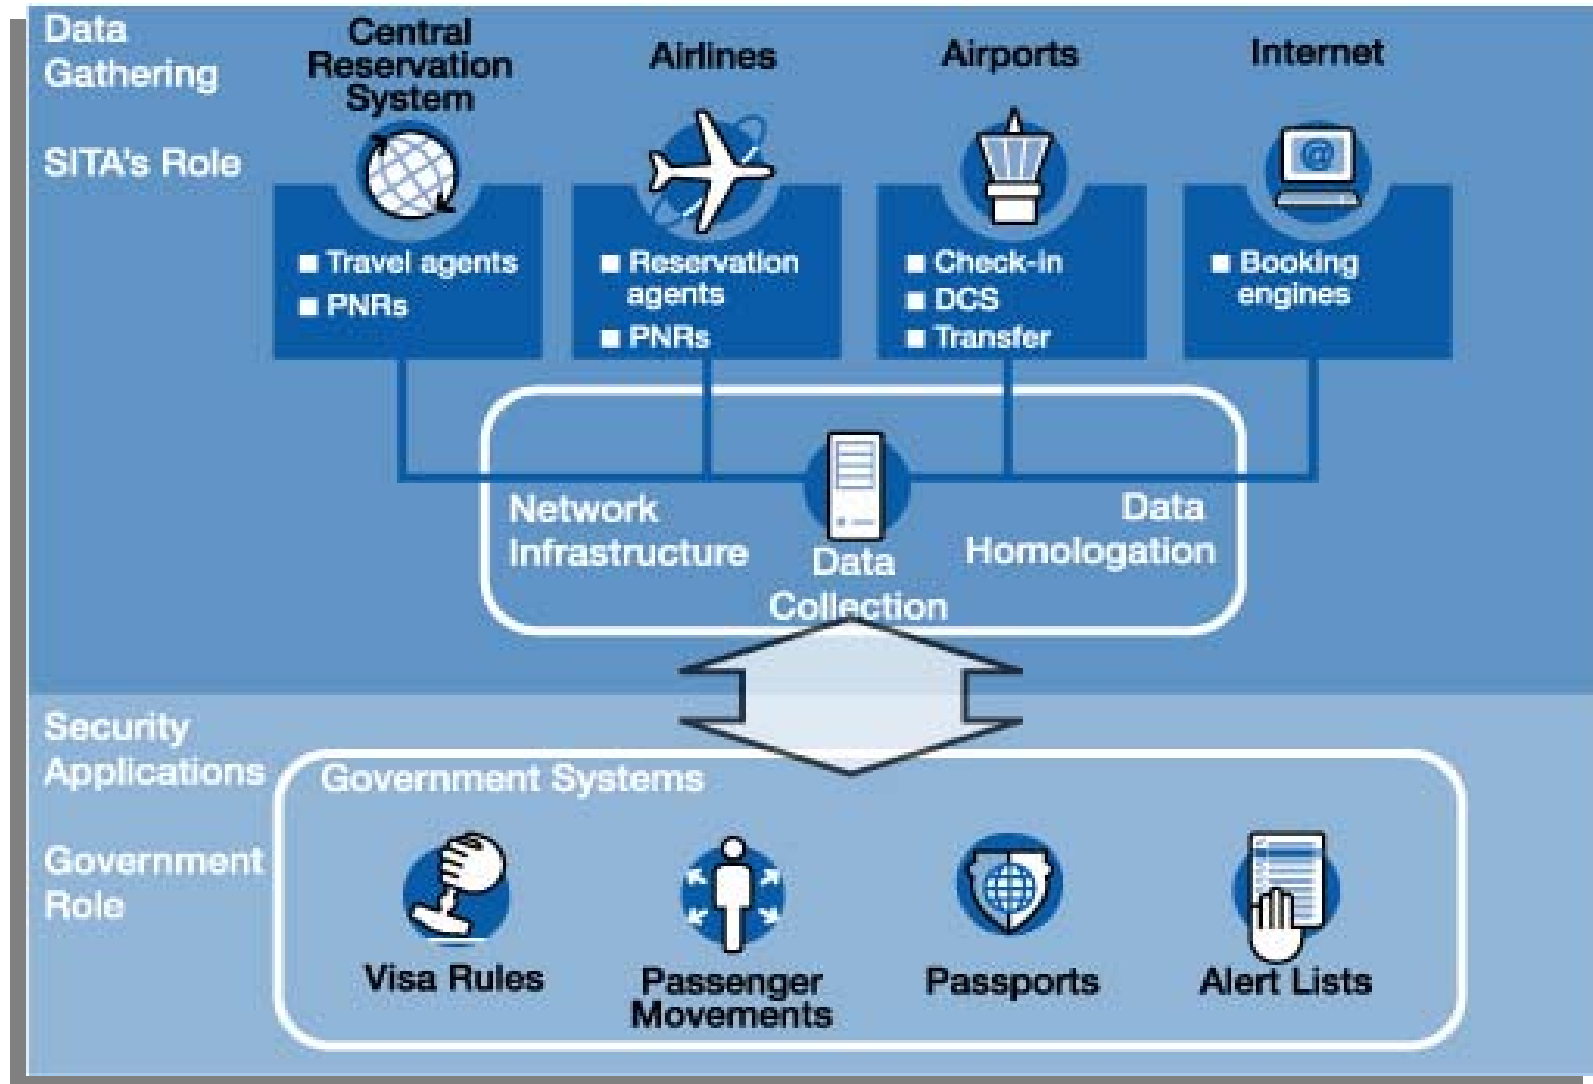 Data
Gathering
SITA's Role
Central
Reservation
System
Airlines
Airports
Internet
Travel agents
PNRs
Reservation
agents
PNRs
Check-in
DCS
Transfer
Booking
engines
@
Network
Infrastructure
Data
Collection
Data
Homologation
Security
Applications
Government
Role
Government Systems
Visa Rules
Passenger
Movements
Passports
Alert Lists